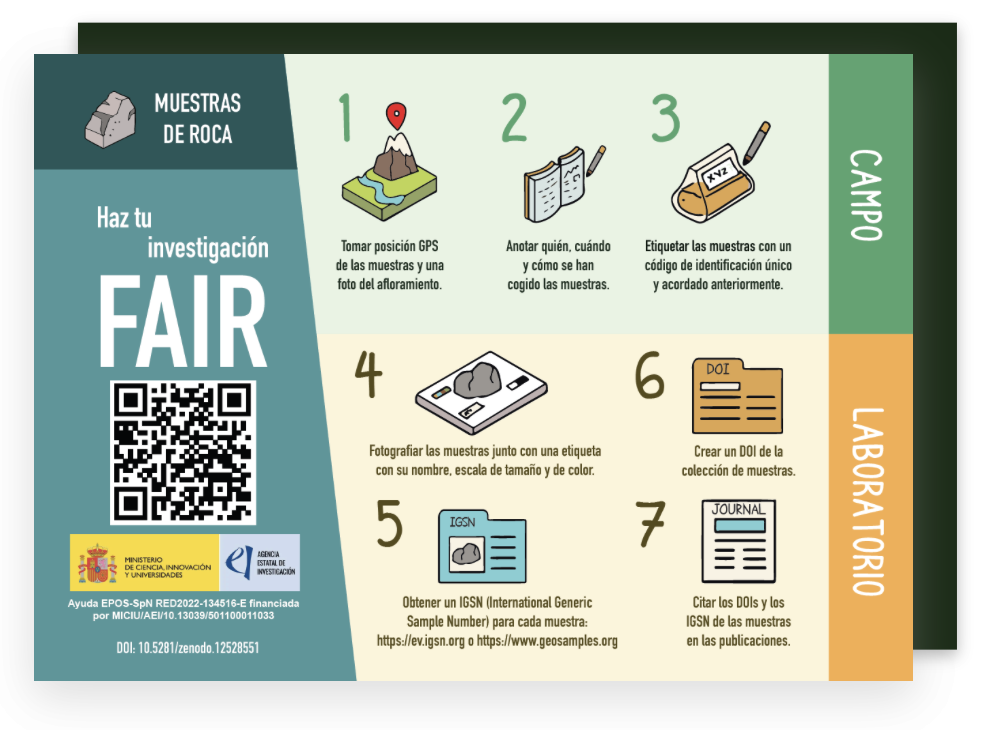 MUESTRAS
DE ROCA
Haz tu
investigación
FAIR
MINISTERIO
DE CIENCIA, INNOVACIÓN
Y UNIVERSIDADES
AGENCIA
ESTATAL DE
INVESTIGACIÓN
Ayuda EPOS-SpN RED2022-134516-E financiada
por MICIU/AEI/10.13039/501100011033
DOI: 10.5281/zenodo.12528551
CAMPO
1
Tomar posición GPS
de las muestras y una
foto del afloramiento.
2
Anotar quién, cuándo
y cómo se han
cogido las muestras.
3
XYZ
Etiquetar las muestras con un
código de identificación único
y acordado anteriormente.
LABORATORIO
4
Fotografiar las muestras junto con una etiqueta
con su nombre, escala de tamaño y de color.
5
IGSN
Obtener un IGSN (International Generic
Sample Number) para cada muestra:
https://ev.igsn.org o https://www.geosamples.org
6
DOI
Crear un DOI de la
colección de muestras.
7
JOURNAL
Citar los DOIs y los
IGSN de las muestras
en las publicaciones.